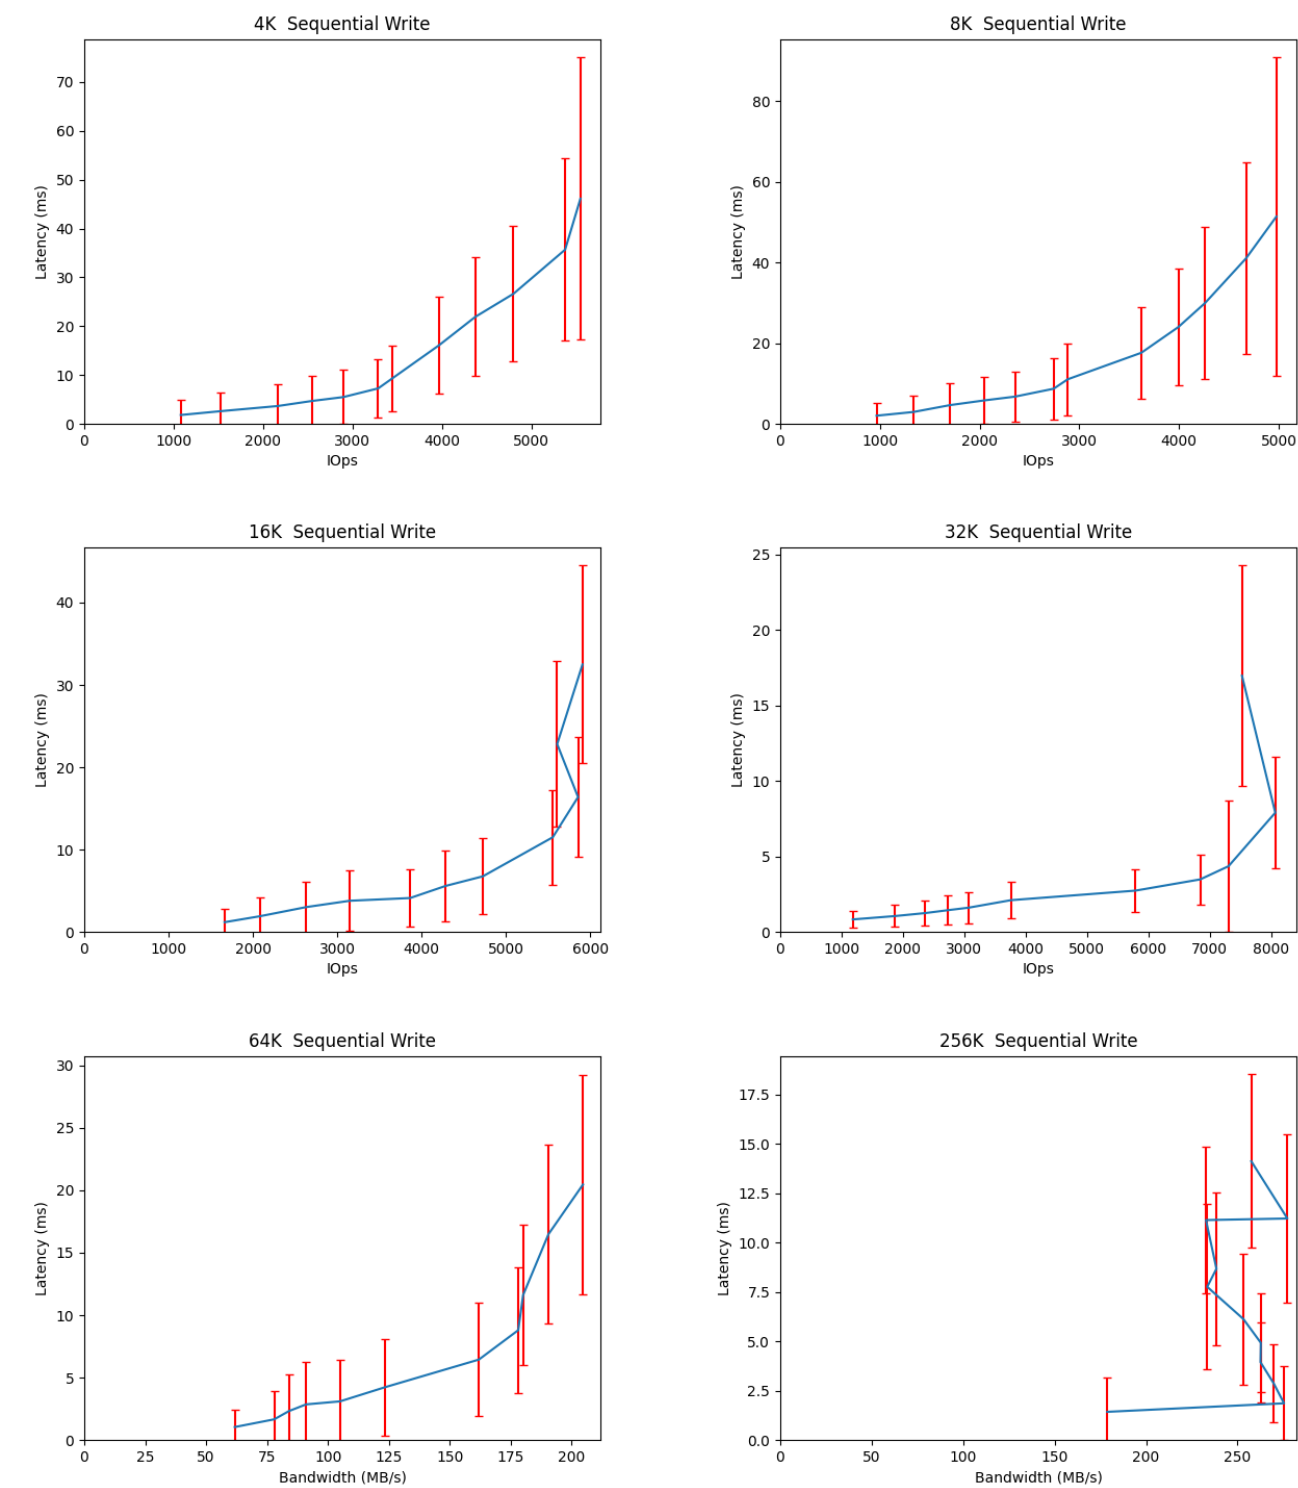 4K Sequential Write
70
60
50
40
30
20
10
0
Latency (ms)
0 1000 2000 3000 4000 5000
IOps
8K Sequential Write
80
60
40
20
0
Latency (ms)
0 1000 2000 3000 4000 5000
IOps
16K Sequential Write
40
30
20
10
0
Latency (ms)
0 1000 2000 3000 4000 5000 6000
IOps
32K Sequential Write
25
20
15
10
5
0
Latency (ms)
0 1000 2000 3000 4000 5000 6000 7000 8000
IOps
64K Sequential Write
30
25
20
15
10
5
0
Latency (ms)
0 25 50 75 100 125 150 175 200
Bandwidth (MB/s)
256K Sequential Write
17.5
15.0
12.5
10.0
7.5
5.0
2.5
0.0
Latency (ms)
0 50 100 150 200 250
Bandwidth (MB/s)